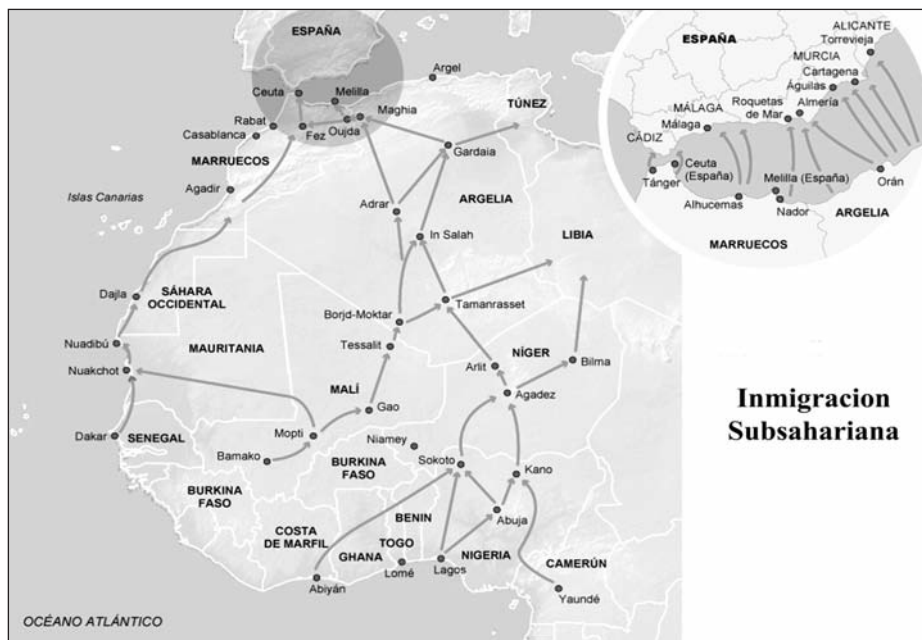 ESPAÑA
Ceuta
Melilla
Argel
Maghia
Rabat
Fez
Oujda
Casablanca
TÚNEZ
MARRUECOS
Gardaia
Agadir
Islas Canarias
Adrar
ARGELIA
In Salah
LIBIA
Dajla
SÁHARA
OCCIDENTAL
Tamanrasset
Borjd-Moktar
Nuadibú
MAURITANIA
Tessalit
NÍGER
Nuakchot
Arlit
Bilma
MALÍ
Agadez
Gao
Dakar
SENEGAL
Mopti
Niamey
Bamako
BURKINA
FASO
Sokoto
Kano
BURKINA
FASO
BENIN
Abuja
COSTA
DE MARFIL
TOGO
GHANA
NIGERIA
CAMERÚN
Abiyán
Lomé
Lagos
Yaundé
OCÉANO ATLÁNTICO
ALICANTE
Torrevieja
ESPAÑA
MURCIA
Cartagena
Águilas
MÁLAGA
Roquetas
de Mar
Almería
Málaga
CÁDIZ
Ceuta
(España)
Melilla (España)
Orán
Tánger
Alhucemas
Nador
ARGELIA
MARRUECOS
Inmigracion
Subsahariana